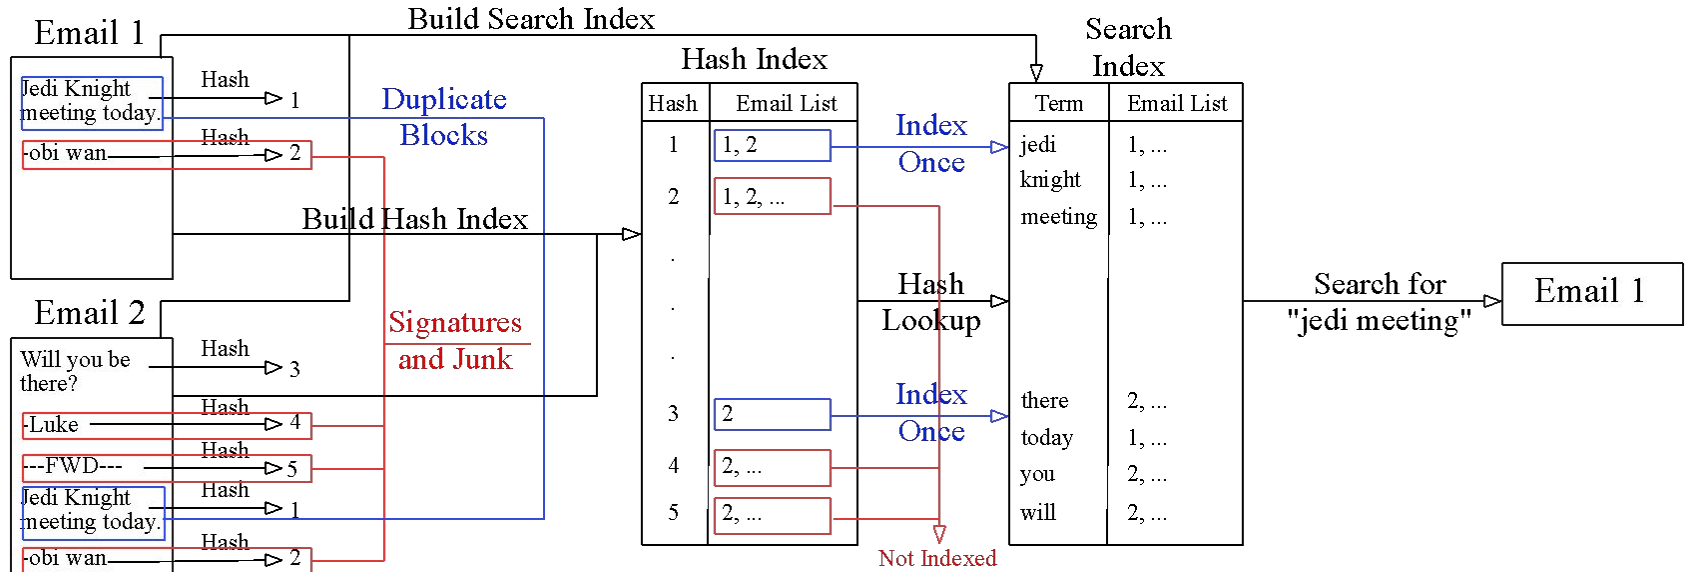 Build Search Index
Email 1
Jedi Knight
meeting today.
Hash
1
-obi wan
Hash
2
Duplicate
Blocks
Build Hash Index
Email 2
Will you be
there?
Hash
3
-Luke
Hash
4
---FWD---
Hash
5
Jedi Knight
meeting today.
Hash
1
-obi wan
Hash
2
Signatures
and Junk
Hash Index
Hash Email List
1 1, 2
2 1, 2, ...
.
.
.
3 2
4 2, ...
5 2, ...
Index
Once
Hash
Lookup
Index
Once
Not Indexed
Search
Index
Term Email List
jedi 1, ...
knight 1, ...
meeting 1, ...
there 2, ...
today 1, ...
you 2, ...
will 2, ...
Search for
"jedi meeting"
Email 1